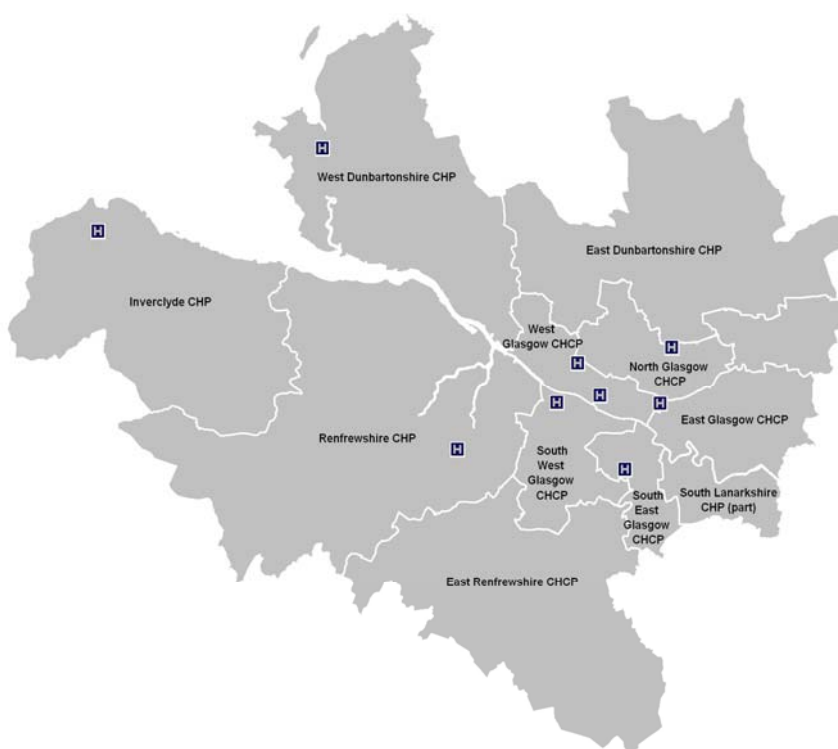 H
West Dunbartonshire CHP
H
East Dunbartonshire CHP
Inverclyde CHP
West
Glasgow CHCP
H
H
North Glasgow
CHCP
H
H
H
East Glasgow CHCP
Renfrewshire CHP
H
South
West
Glasgow
CHCP
H
South
East
Glasgow
CHCP
South Lanarkshire
CHP (part)
East Renfrewshire CHCP